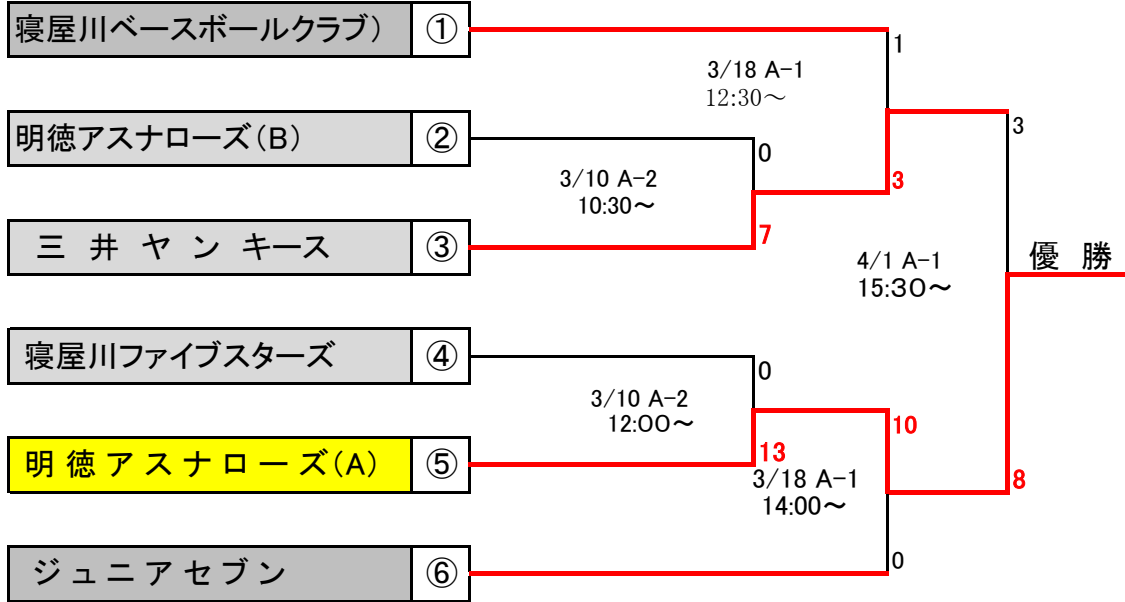 寝屋川ベースボールクラブ） ①
1
3/18 A-1
12:30～
明徳アスナローズ（B） ②
3
0
3/10 A-2
10:30～
3
三井ヤンキース ③
7
優 勝
4/1 A-1
15:30～
寝屋川ファイブスターズ ④
0
3/10 A-2
12:00～
10
明徳アスナローズ(A) ⑤
13
3/18 A-1
14:00～
8
ジュニアセブン ⑥
0